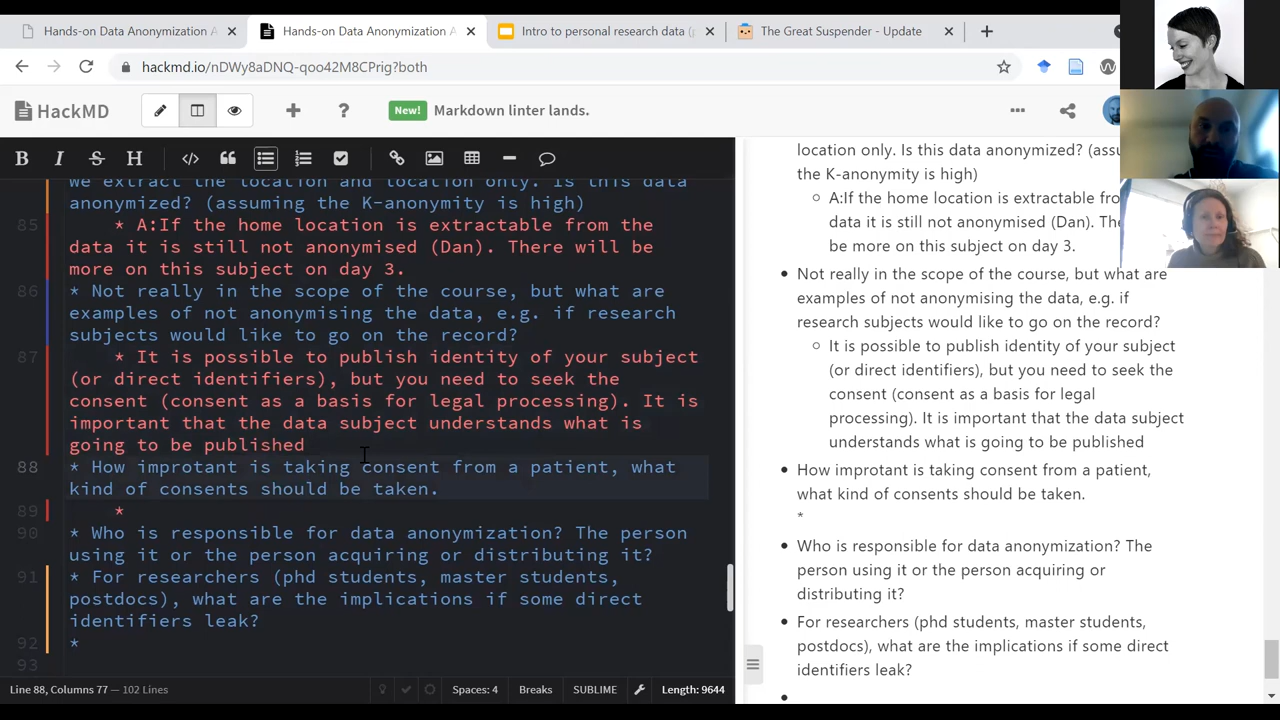 Hands-on Data Anonymization A
Hands-on Data Anonymization A
Intro to personal research data (p
The Great Suspender - Update
hackmd.io/nDWy8aDNQ-qoo42M8CPrig?both
HackMD
New! Markdown linter lands.
we extract the location and location only. Is this data
anonymized? (assuming the K-anonymity is high)
85 * A:If the home location is extractable from the
data it is still not anonymised (Dan). There will be
more on this subject on day 3.
86 * Not really in the scope of the course, but what are
examples of not anonymising the data, e.g. if research
subjects would like to go on the record?
87 * It is possible to publish identity of your subject
(or direct identifiers), but you need to seek the
consent (consent as a basis for legal processing). It is
important that the data subject understands what is
going to be published
88 * How improtant is taking consent from a patient, what
kind of consents should be taken.
89 *
90 * Who is responsible for data anonymization? The person
using it or the person acquiring or distributing it?
91 * For researchers (phd students, master students,
postdocs), what are the implications if some direct
identifiers leak?
92 *
93
location only. Is this data anonymized? (assu
the K-anonymity is high)
A:If the home location is extractable fro
data it is still not anonymised (Dan). The
be more on this subject on day 3.
Not really in the scope of the course, but what are
examples of not anonymising the data, e.g. if
research subjects would like to go on the record?
It is possible to publish identity of your subject
(or direct identifiers), but you need to seek the
consent (consent as a basis for legal
processing). It is important that the data subject
understands what is going to be published
How improtant is taking consent from a patient,
what kind of consents should be taken.
*
Who is responsible for data anonymization? The
person using it or the person acquiring or
distributing it?
For researchers (phd students, master students,
postdocs), what are the implications if some direct
identifiers leak?
Line 88, Columns 77 — 102 Lines
Spaces: 4
Breaks
SUBLIME
Length: 9644